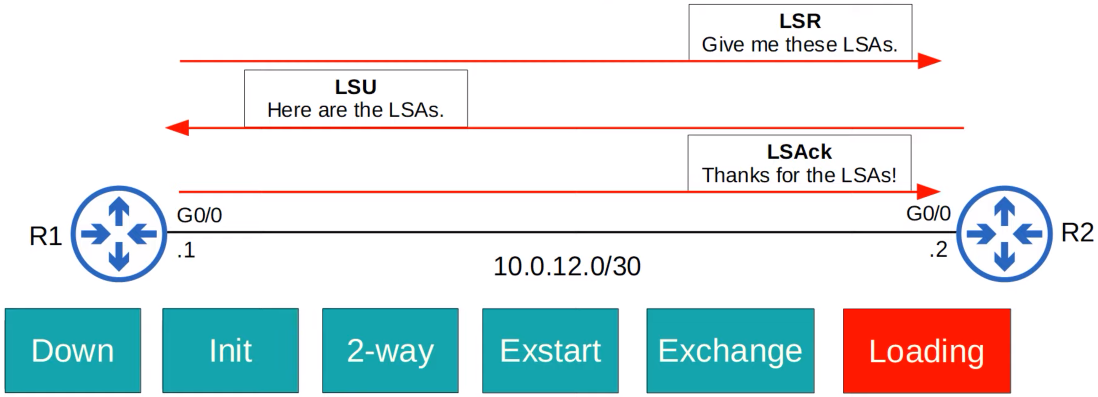 LSR
Give me these LSAs.
LSU
Here are the LSAs.
LSAck
Thanks for the LSAs!
G0/0
G0/0
R1
R2
.1
.2
10.0.12.0/30
Down
Init
2-way
Exstart
Exchange
Loading